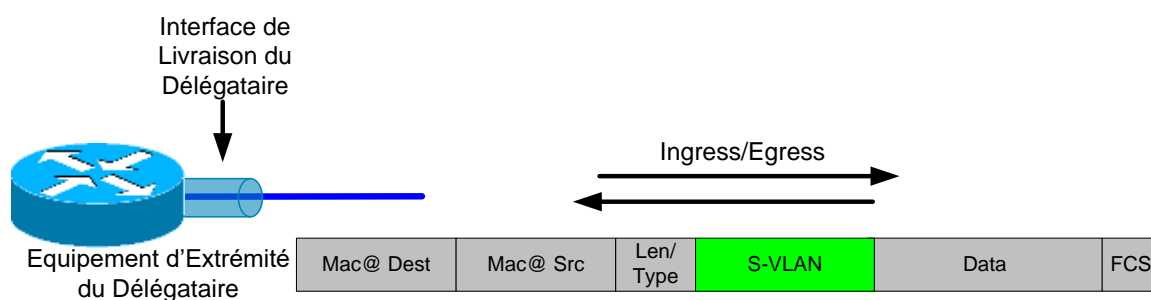 Interface de
Livraison du
Délégataire
Ingress/Egress
Equipement d'Extrémité
du Délégataire
Mac@ Dest
Mac@ Src
Len/
Type
S-VLAN
Data
FCS